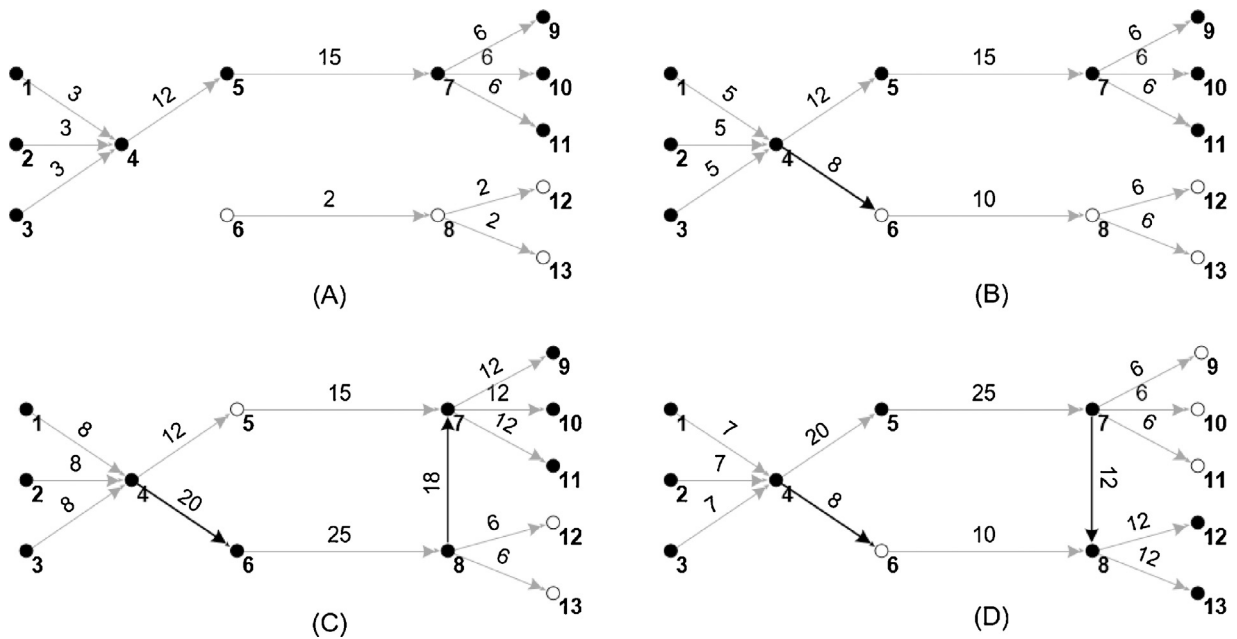 6 9
1 3 15 6 10
12 5 7 6
2 3 4 11
3 3 2 12
6 2 8 2 13
(A)
6 9
1 5 15 6 10
12 5 7 6
2 5 4 11
3 5 8 10 6 12
6 8 6 13
(B)
12 9
1 8 15 12 10
12 5 7 12
2 8 4 11
3 8 20 18 6 12
6 25 8 6 13
(C)
6 9
1 7 25 6 10
20 5 7 6
2 7 4 11
3 7 8 12 12 12
6 10 8 12 13
(D)